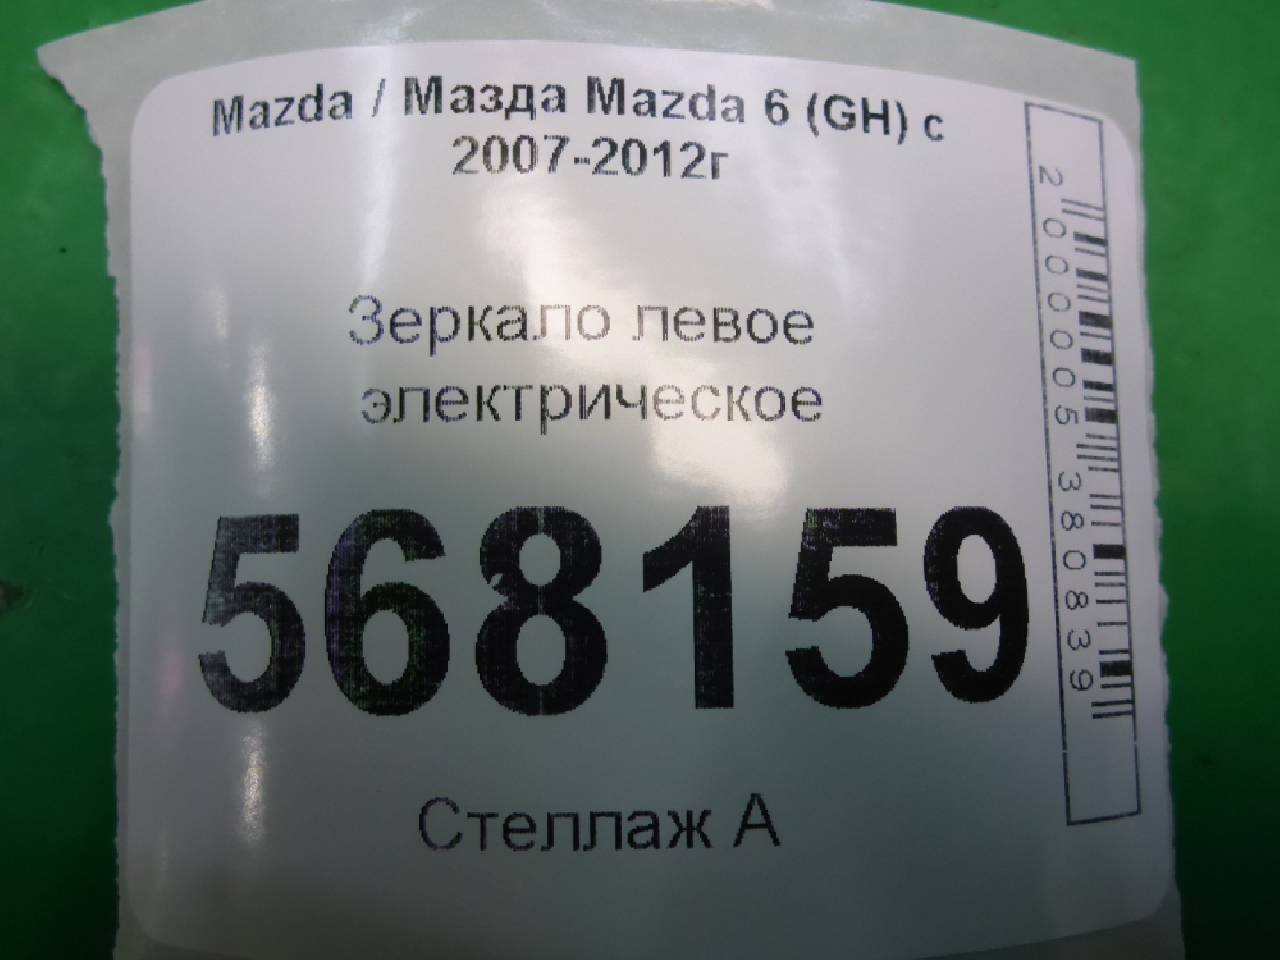 Mazda / Мазда Mazda 6 (GH) с
2007-2012г
Зеркало левое
электрическое
568159
Стеллаж А
2000005380839